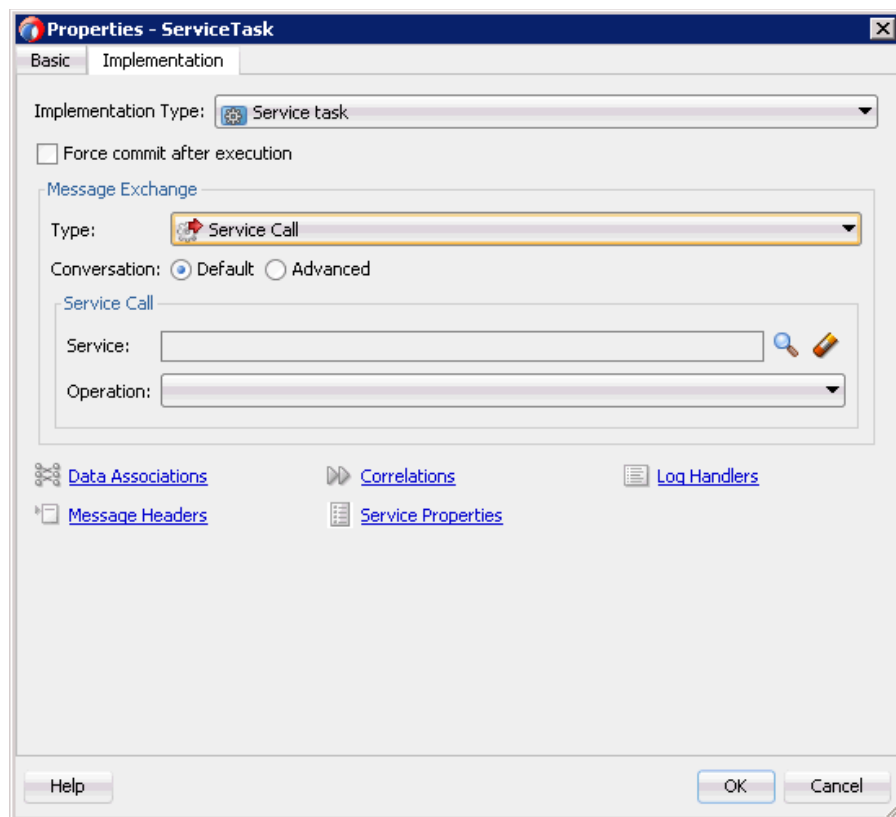 Properties - ServiceTask
Basic Implementation
Implementation Type: Service task
Force commit after execution
Message Exchange
Type: Service Call
Conversation: Default Advanced
Service Call
Service:
Operation:
Data Associations Correlations Log Handlers
Message Headers Service Properties
Help OK Cancel